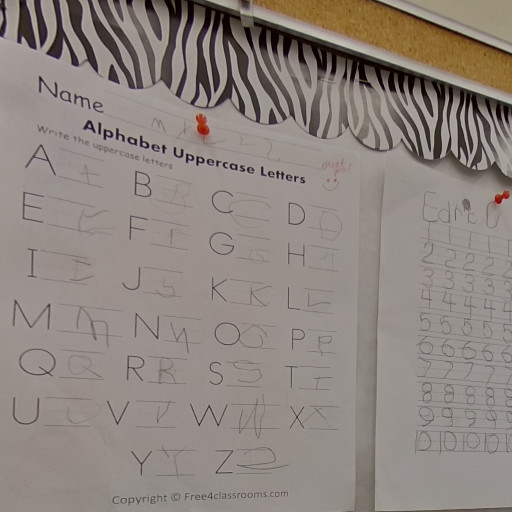 Name
Alphabet Uppercase Letters
Write the uppercase letters
A B C D
E E F F G G H
I I J J K K L L
M M N N O O P P
Q Q R R S S T T
U U V V W W X X
Y Y Z Z
Copyright © Free4classrooms.com
1 1 1 1
2 2 2 2 2
3 3 3 3 3
4 4 4 4 4
5 5 5 5 5
6 6 6 6 6
7 7 7 7 7
8 8 8 8 8
9 9 9 9 9
10 10 10 10 1